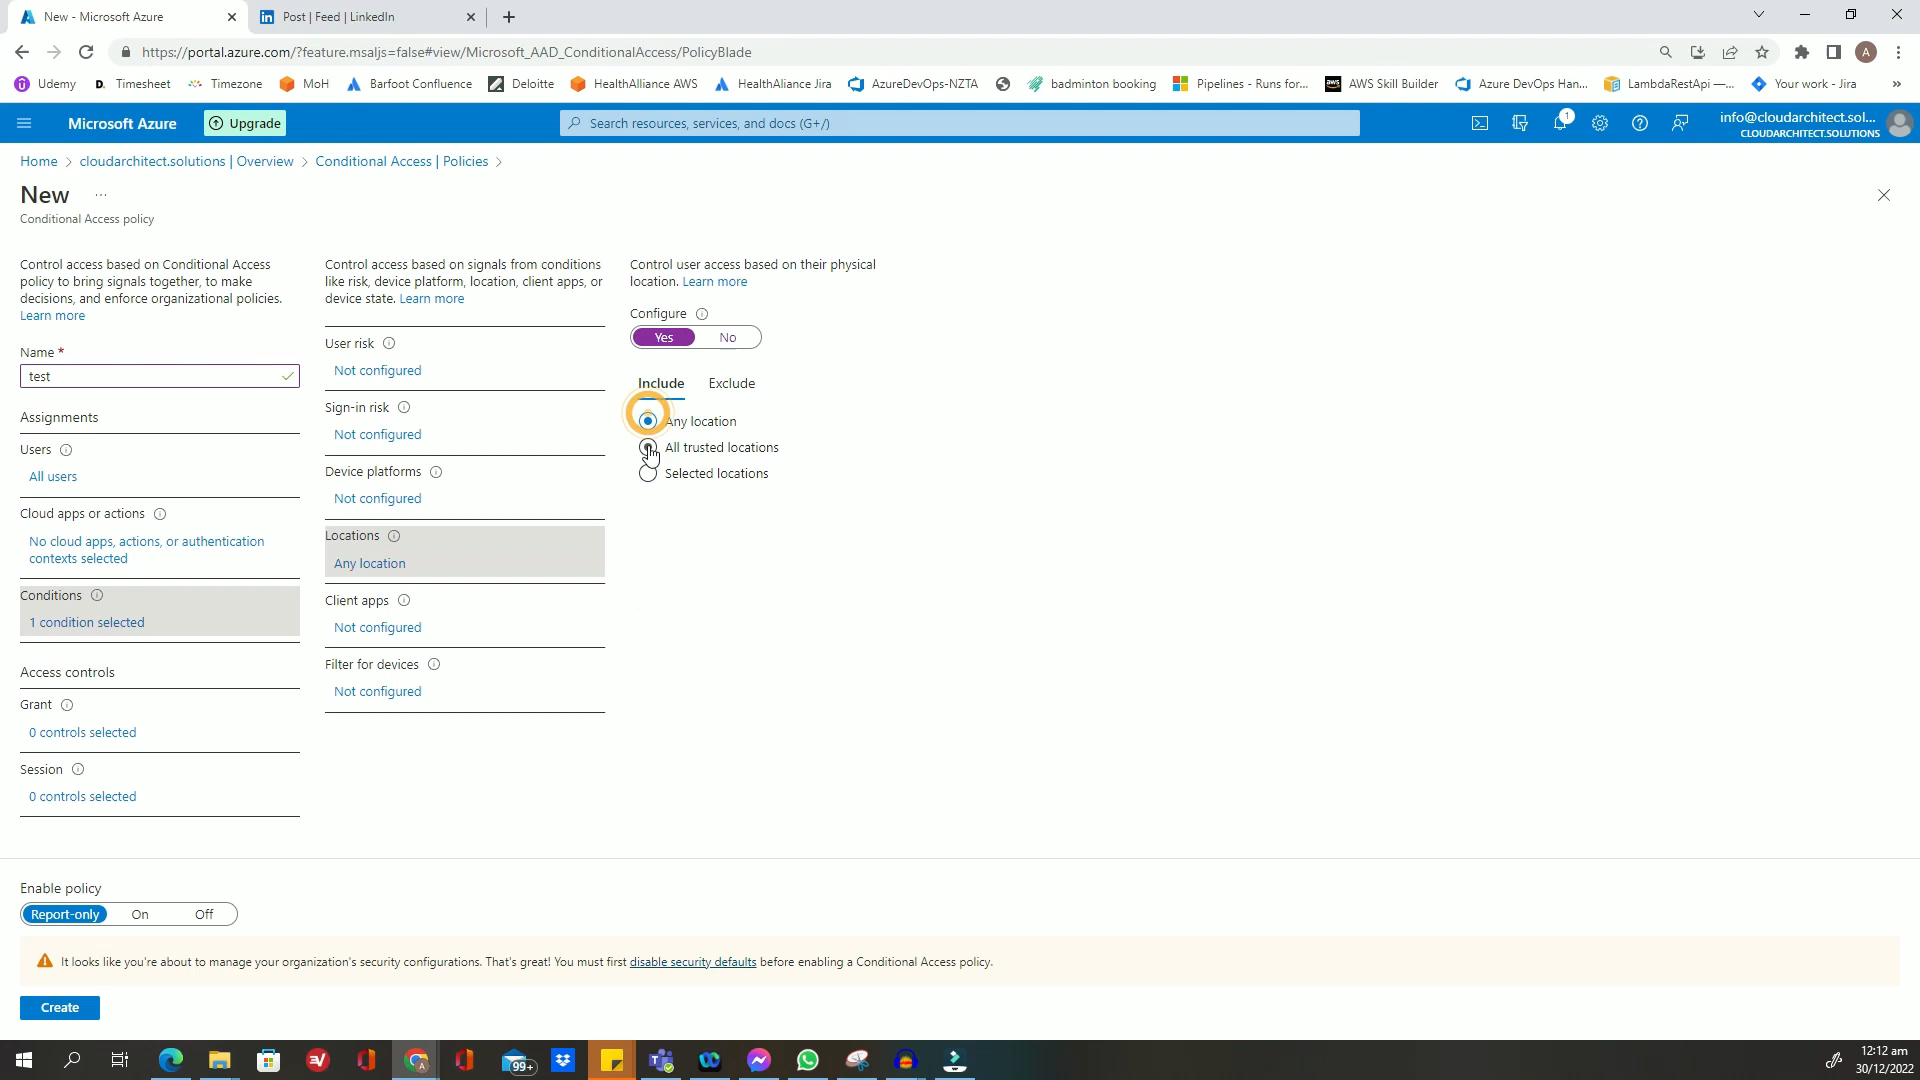 New - Microsoft Azure
Post | Feed | LinkedIn
https://portal.azure.com/?feature.msaljs=false#view/Microsoft_AAD_ConditionalAccess/PolicyBlade
A
Udemy
D.
Timesheet
Timezone
MoH
Barfoot Confluence
Deloitte
HealthAlliance AWS
HealthAliance Jira
AzureDevOps-NZTA
badminton booking
Pipelines - Runs for...
aws
AWS Skill Builder
Azure DevOps Han...
LambdaRestApi —...
Your work - Jira
»
Microsoft Azure
Upgrade
Search resources, services, and docs (G+/)
1
info@cloudarchitect.sol...
CLOUDARCHITECT.SOLUTIONS
Home > cloudarchitect.solutions | Overview > Conditional Access | Policies >
New ...
Conditional Access policy
Control access based on Conditional Access
policy to bring signals together, to make
decisions, and enforce organizational policies.
Learn more
Name *
test
Assignments
Users
All users
Cloud apps or actions
No cloud apps, actions, or authentication
contexts selected
Conditions
1 condition selected
Access controls
Grant
0 controls selected
Session
0 controls selected
Control access based on signals from conditions
like risk, device platform, location, client apps, or
device state. Learn more
User risk
Not configured
Sign-in risk
Not configured
Device platforms
Not configured
Locations
Any location
Client apps
Not configured
Filter for devices
Not configured
Control user access based on their physical
location. Learn more
Configure
Yes No
Include Exclude
Any location
All trusted locations
Selected locations
Enable policy
Report-only On Off
It looks like you're about to manage your organization's security configurations. That's great! You must first disable security defaults before enabling a Conditional Access policy.
Create
99+
12:12 am
30/12/2022